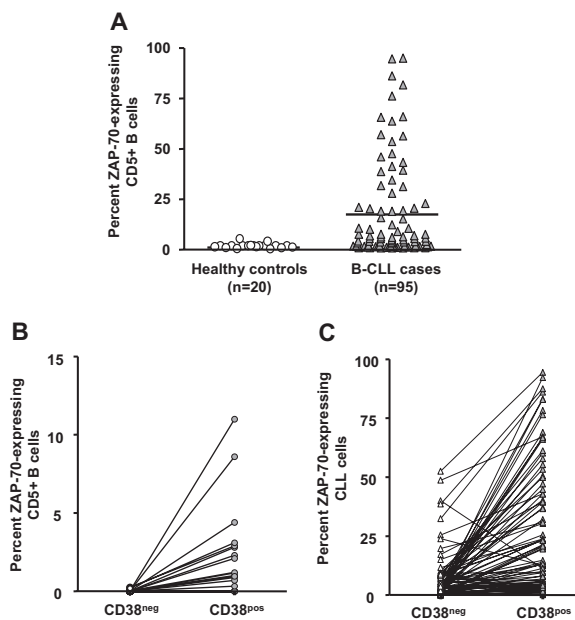 A
Percent ZAP-70-expressing
CD5+ B cells
100
75
50
25
0
Healthy controls
(n=20)
B-CLL cases
(n=95)
B
Percent ZAP-70-expressing
CD5+ B cells
15
10
5
0
CD38neg
CD38pos
C
Percent ZAP-70-expressing
CLL cells
100
75
50
25
0
CD38neg
CD38pos